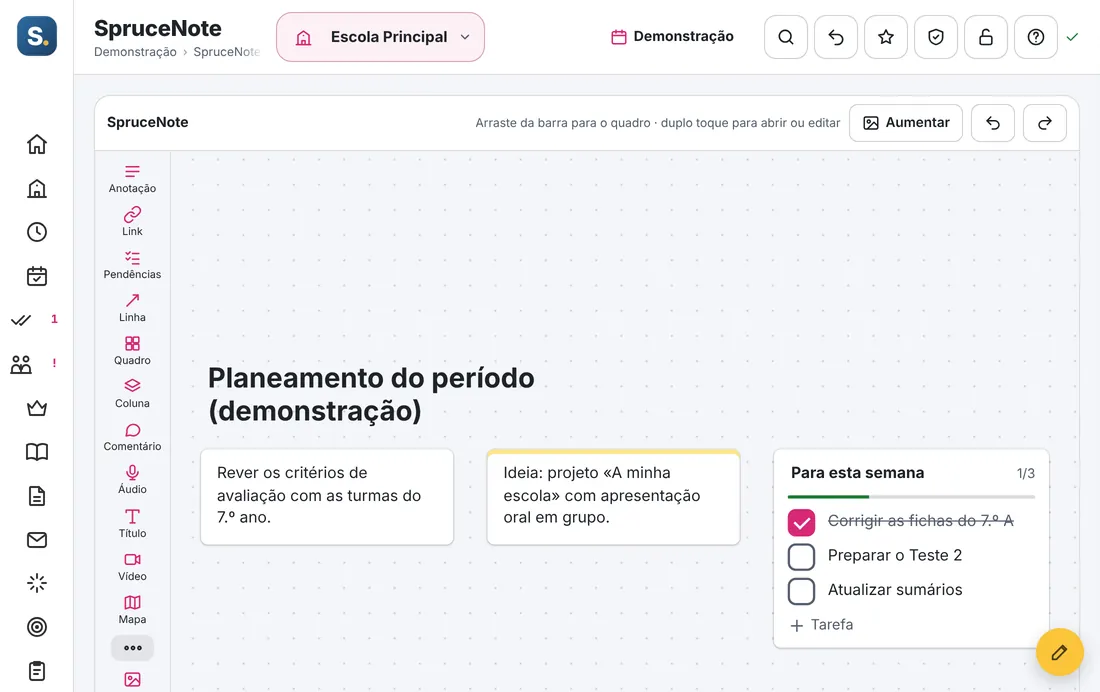 S.
SpruceNote
Demonstração › SpruceNote
Escola Principal
Demonstração
SpruceNote
Arraste da barra para o quadro · duplo toque para abrir ou editar
Aumentar
1
!
Anotação
Link
Pendências
Linha
Quadro
Coluna
Comentário
Áudio
Título
Vídeo
Mapa
Planeamento do período
(demonstração)
Rever os critérios de
avaliação com as turmas do
7.º ano.
Ideia: projeto «A minha
escola» com apresentação
oral em grupo.
Para esta semana 1/3
Corrigir as fichas do 7.º A
Preparar o Teste 2
Atualizar sumários
+ Tarefa